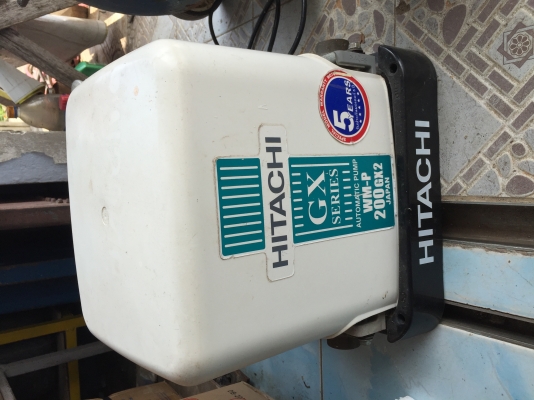 5
YEARS
HITACHI
GX
SERIES
AUTOMATIC PUMP
WM-P
200GX2
JAPAN
HITACHI